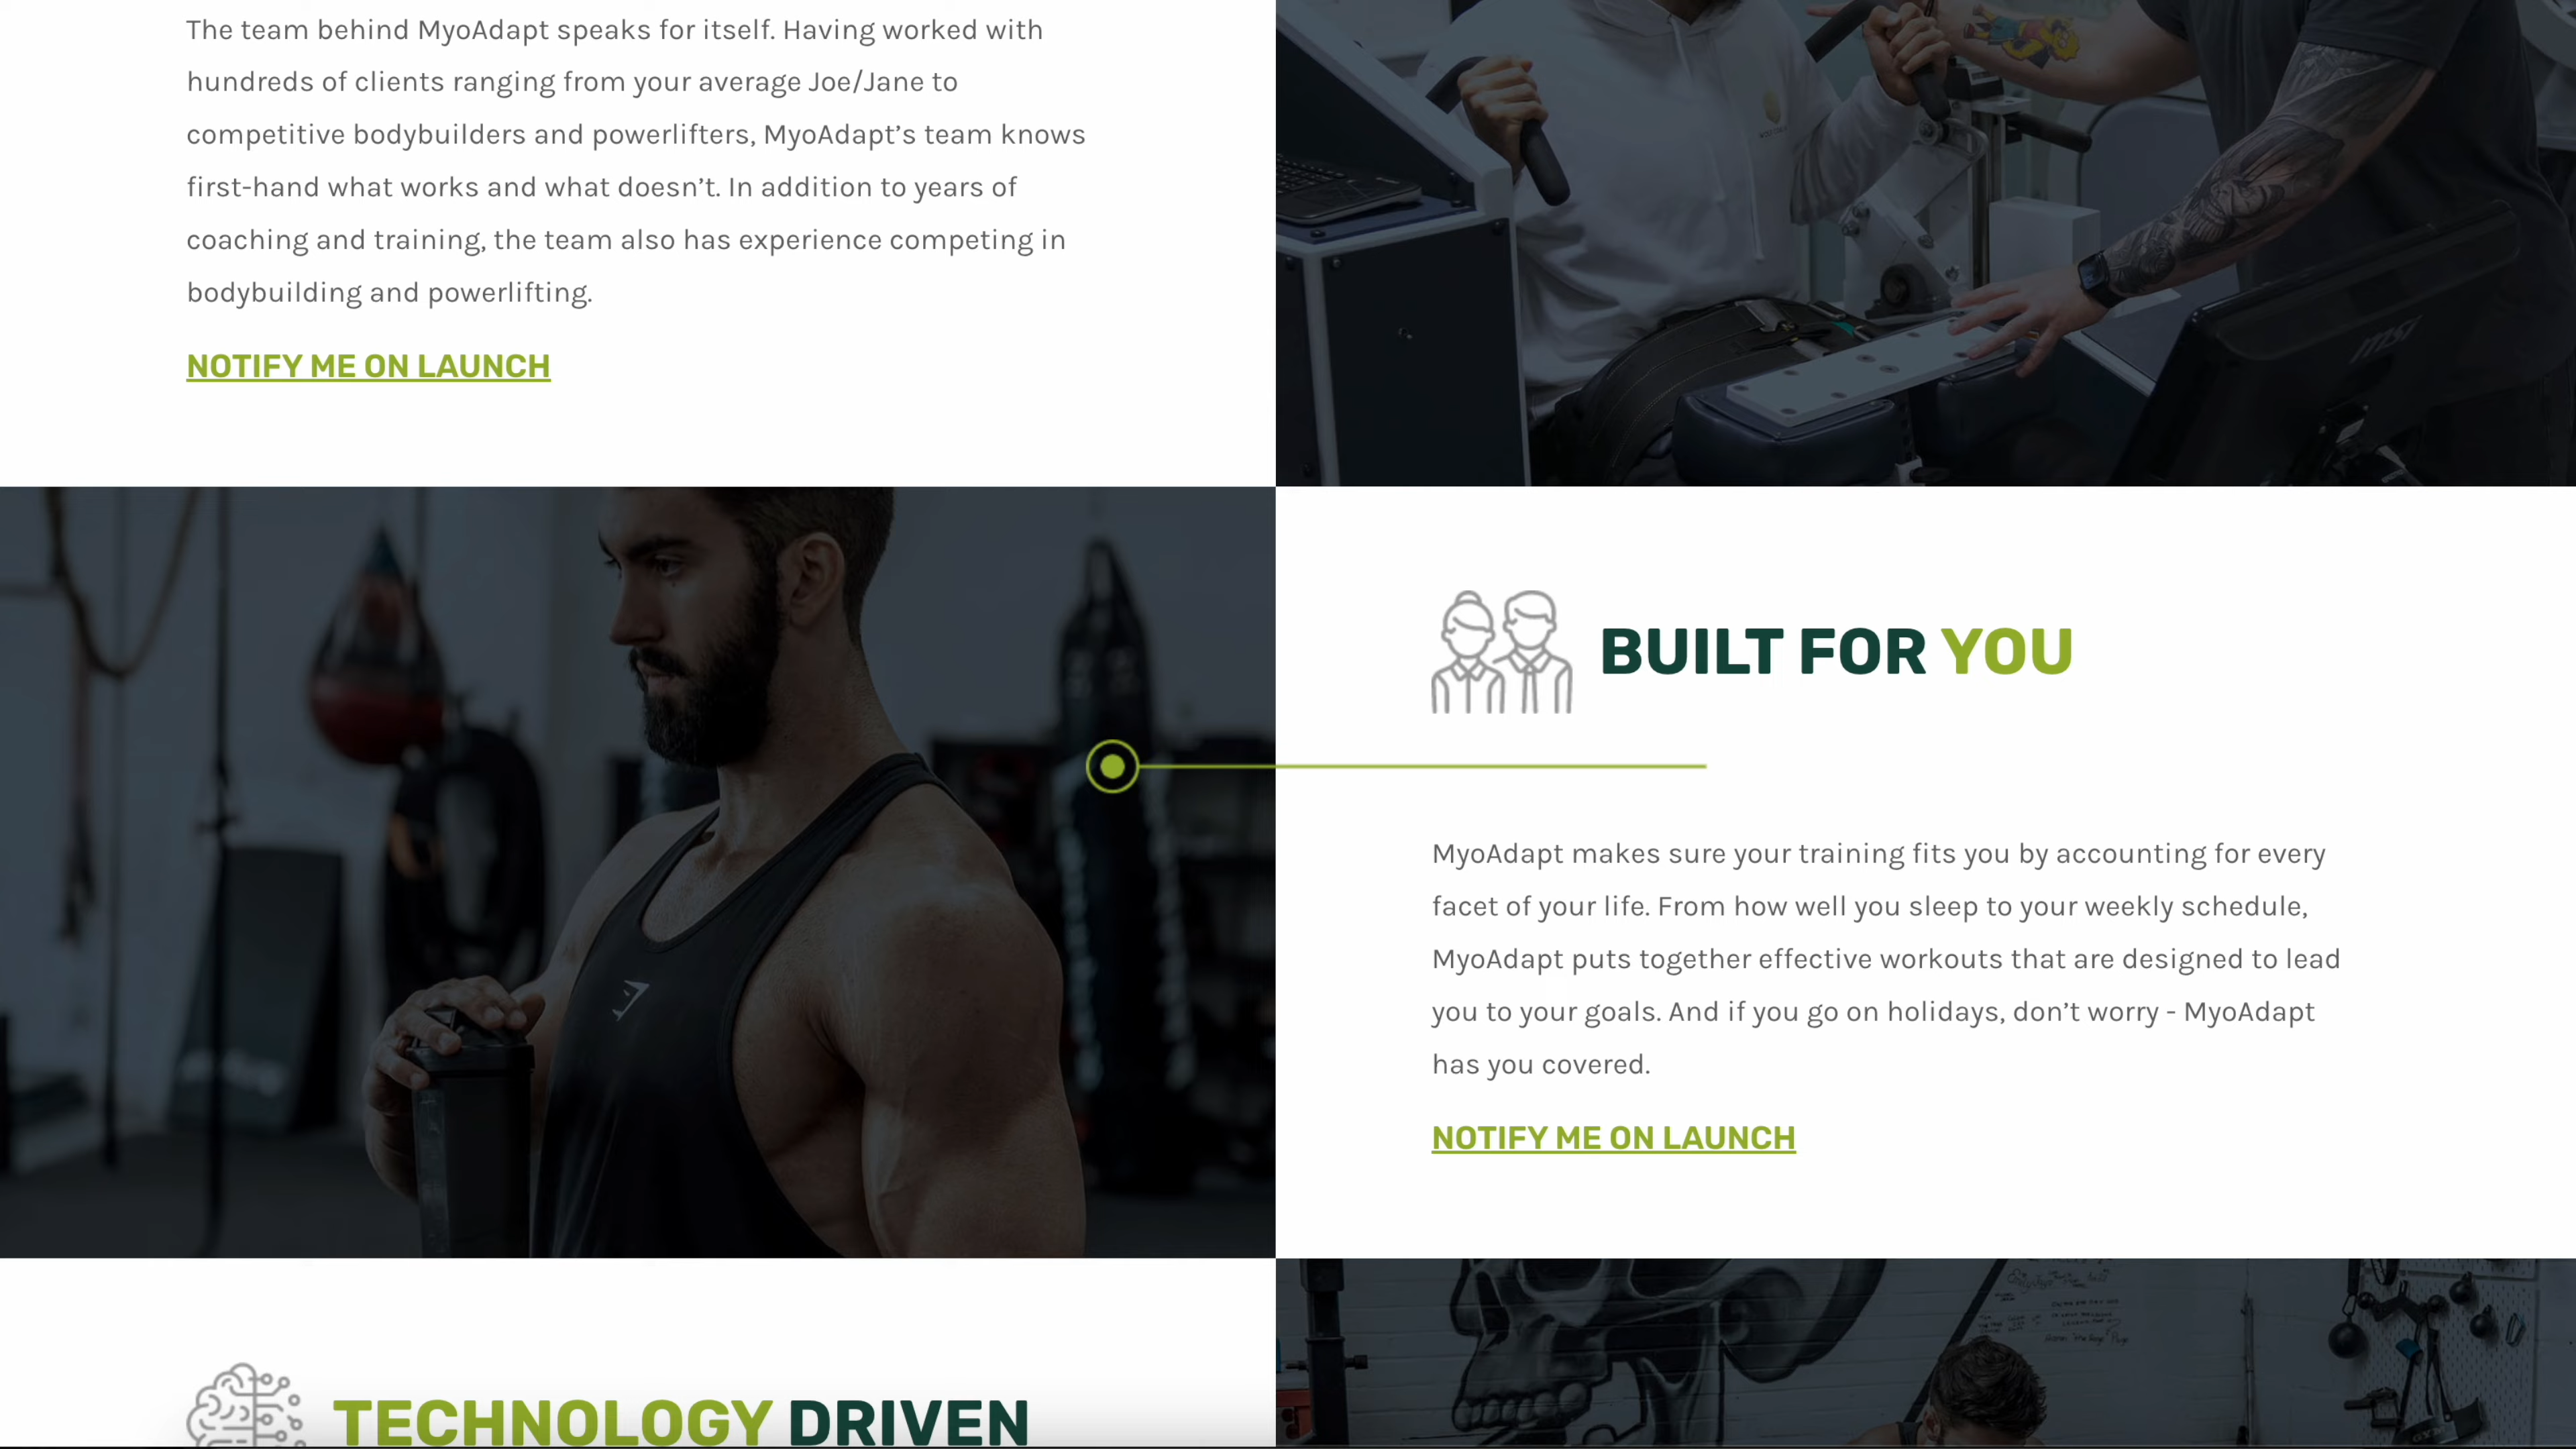 The team behind MyoAdapt speaks for itself. Having worked with
hundreds of clients ranging from your average Joe/Jane to
competitive bodybuilders and powerlifters, MyoAdapt’s team knows
first-hand what works and what doesn’t. In addition to years of
coaching and training, the team also has experience competing in
bodybuilding and powerlifting.
NOTIFY ME ON LAUNCH
msi
BUILT FOR YOU
MyoAdapt makes sure your training fits you by accounting for every
facet of your life. From how well you sleep to your weekly schedule,
MyoAdapt puts together effective workouts that are designed to lead
you to your goals. And if you go on holidays, don’t worry - MyoAdapt
has you covered.
NOTIFY ME ON LAUNCH
TECHNOLOGY DRIVEN